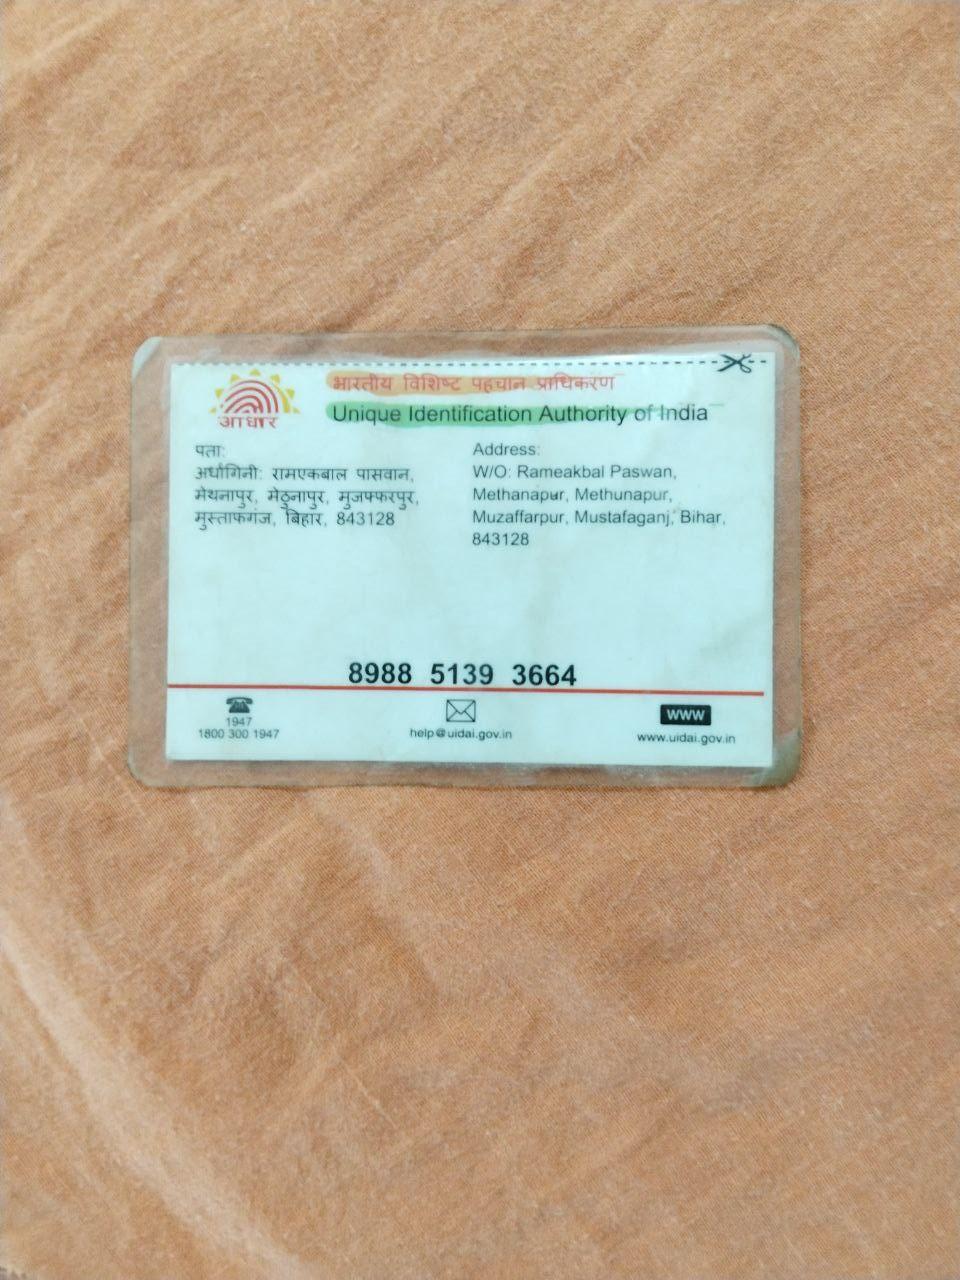 भारतीय विशिष्ट पहचान प्राधिकरण
Unique Identification Authority of India
आधार
पता:
अर्धांगिनी: रामएकबाल पासवान,
मेथनापुर, मेठुनापुर, मुजफ्फरपुर,
मुस्ताफगंज, बिहार, 843128
Address:
W/O: Rameakbal Paswan,
Methanapur, Methunapur,
Muzaffarpur, Mustafaganj, Bihar,
843128
8988 5139 3664
1947
1800 300 1947
help@uidai.gov.in
WWW
www.uidai.gov.in